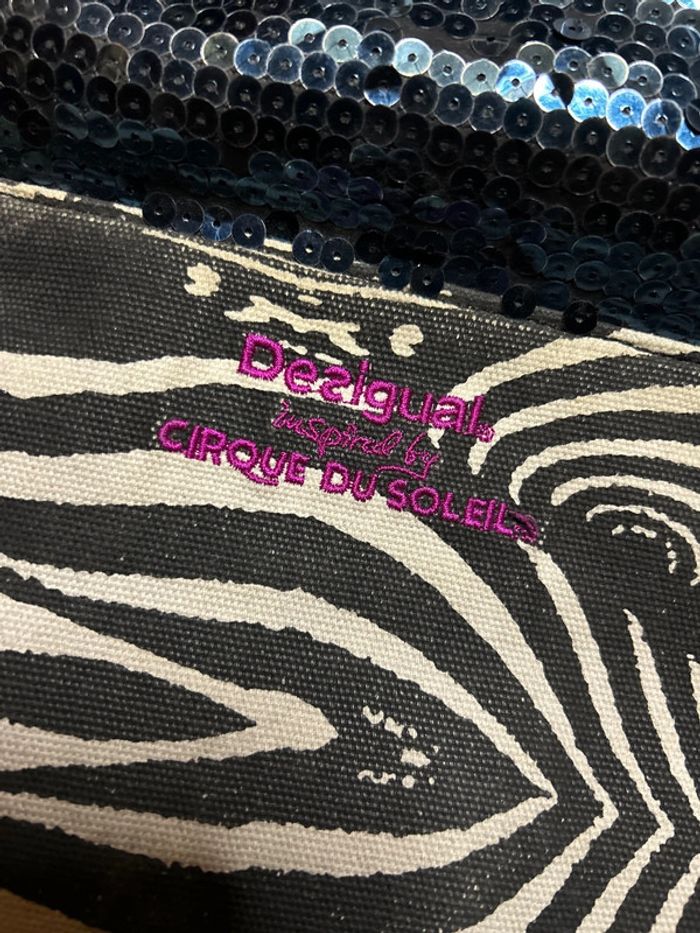 Desigual.
inspired by
CIRQUE DU SOLEIL